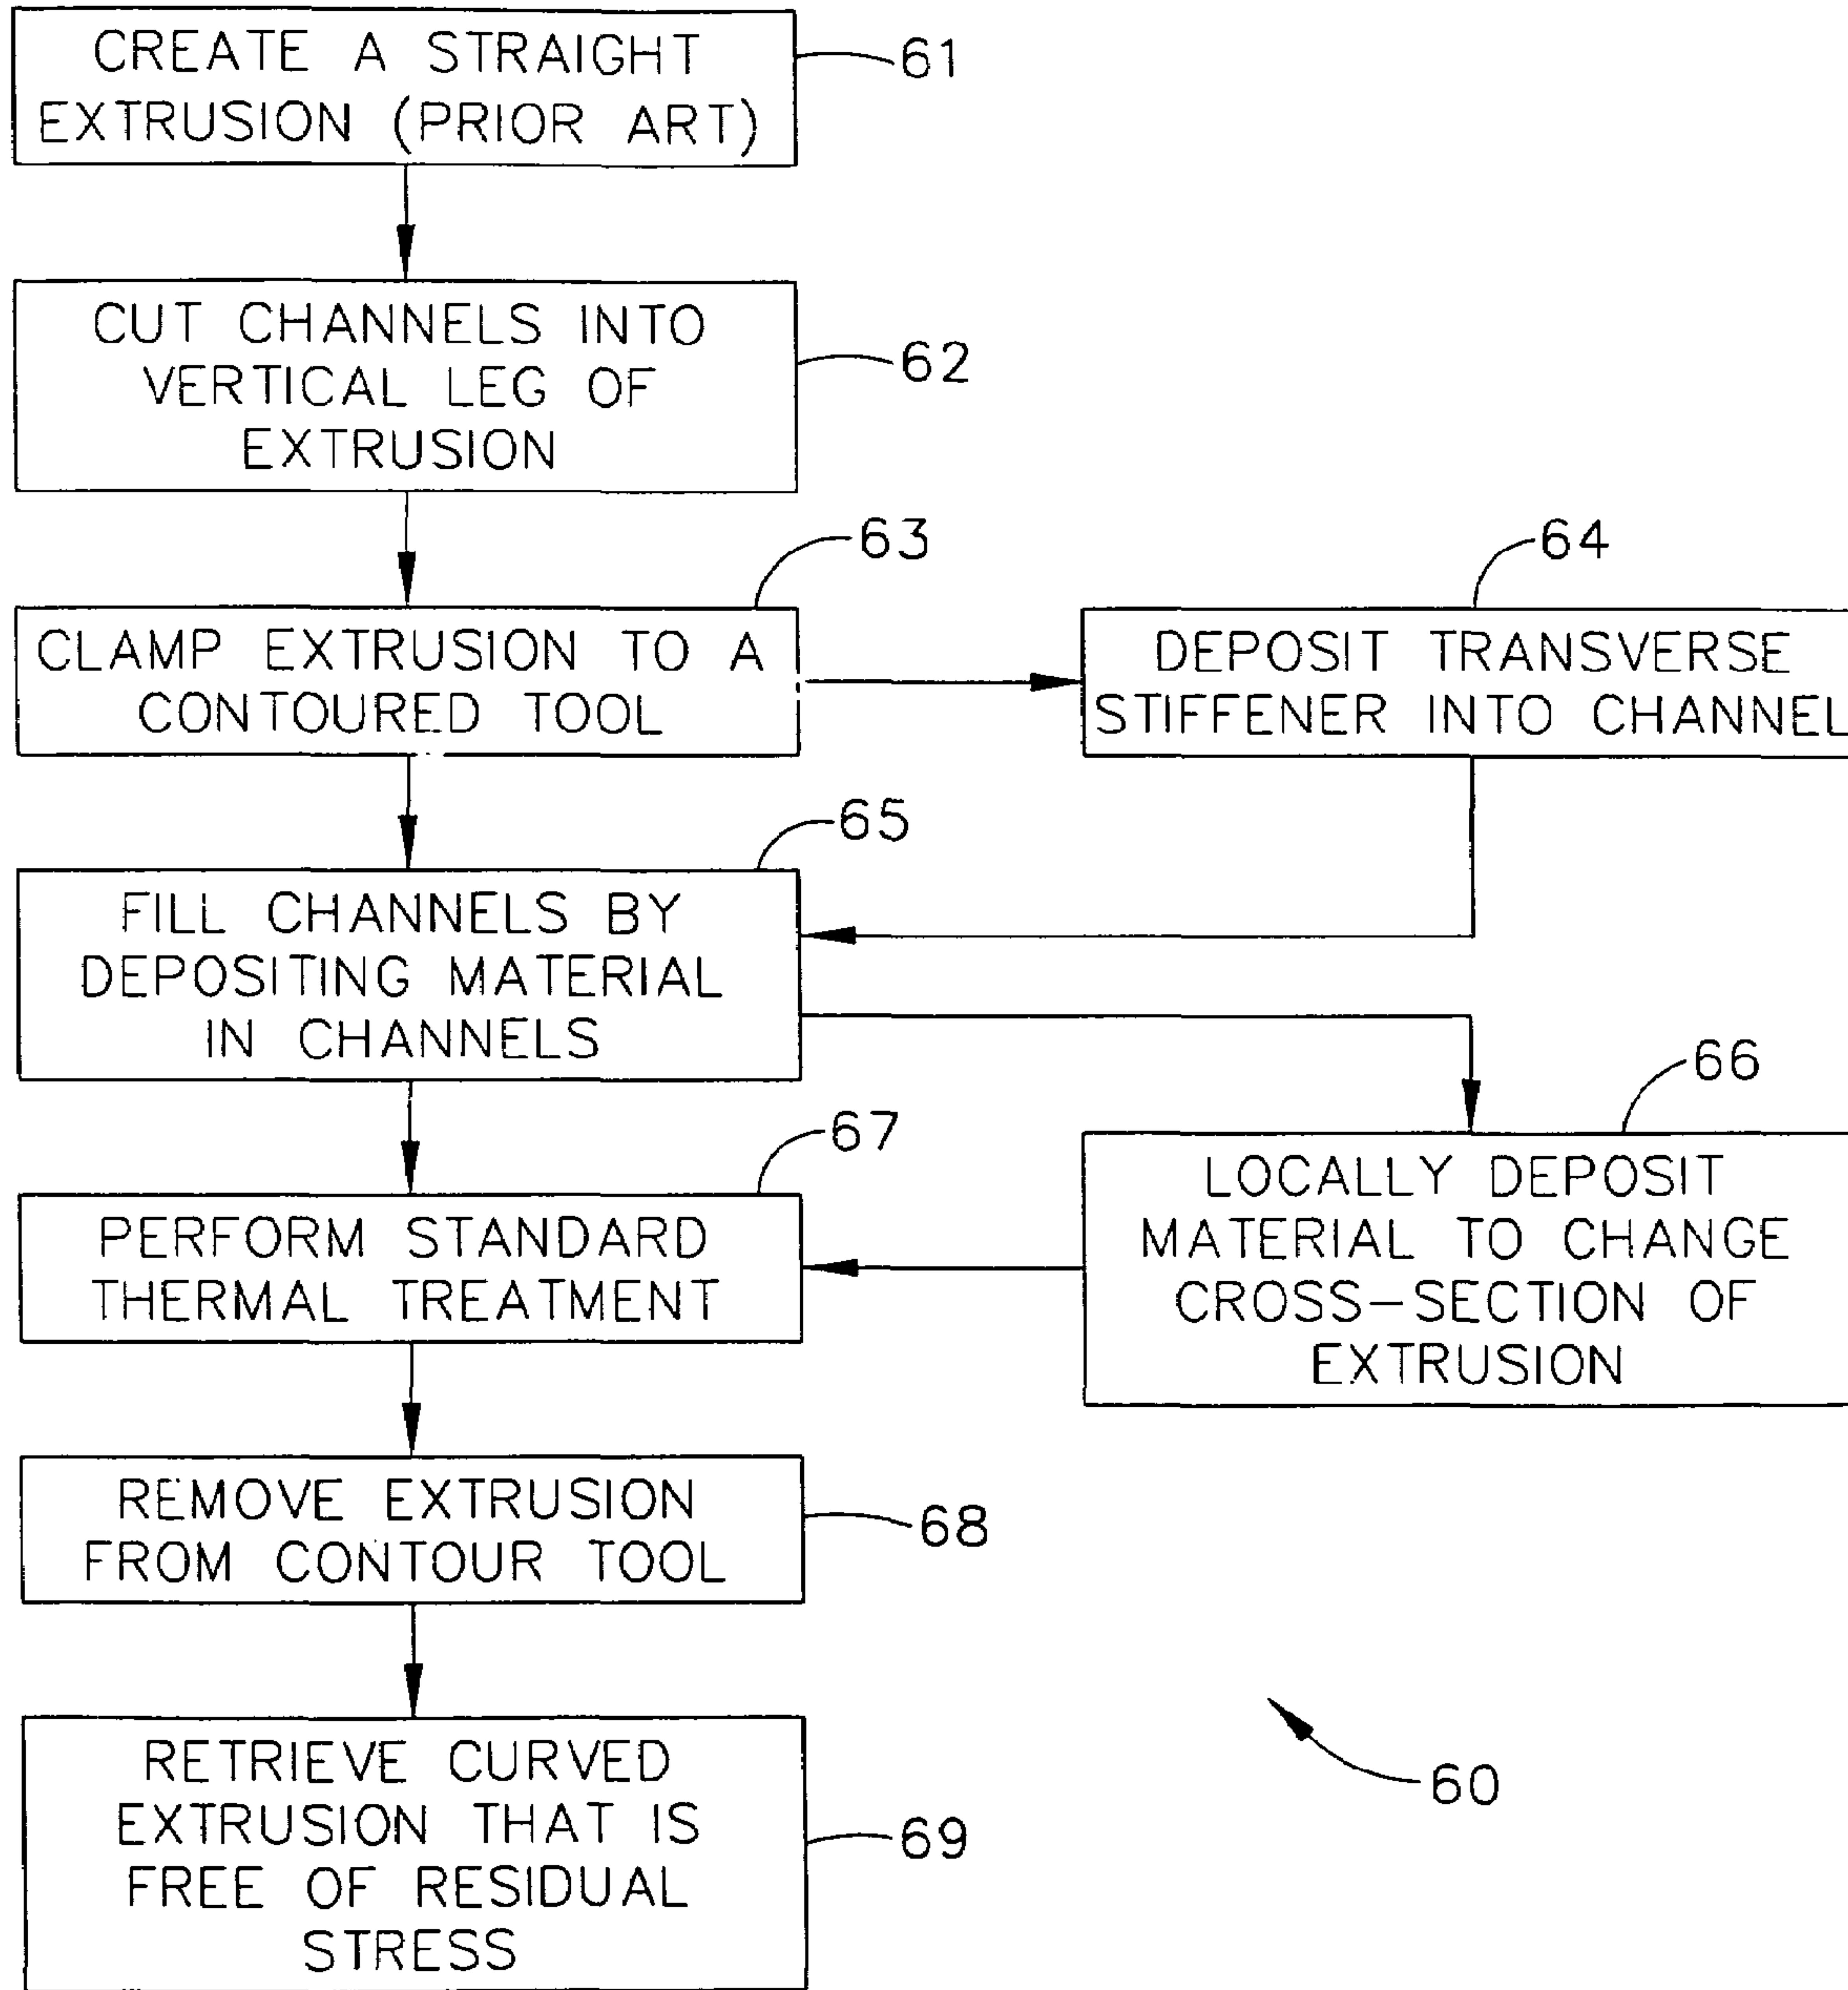 CREATE A STRAIGHT
EXTRUSION (PRIOR ART)
61
CUT CHANNELS INTO
VERTICAL LEG OF
EXTRUSION
62
63
CLAMP EXTRUSION TO A
CONTOURED TOOL
64
DEPOSIT TRANSVERSE
STIFFENER INTO CHANNEL
65
FILL CHANNELS BY
DEPOSITING MATERIAL
IN CHANNELS
66
LOCALLY DEPOSIT
MATERIAL TO CHANGE
CROSS-SECTION OF
EXTRUSION
67
PERFORM STANDARD
THERMAL TREATMENT
REMOVE EXTRUSION
FROM CONTOUR TOOL
68
RETRIEVE CURVED
EXTRUSION THAT IS
FREE OF RESIDUAL
STRESS
69
60